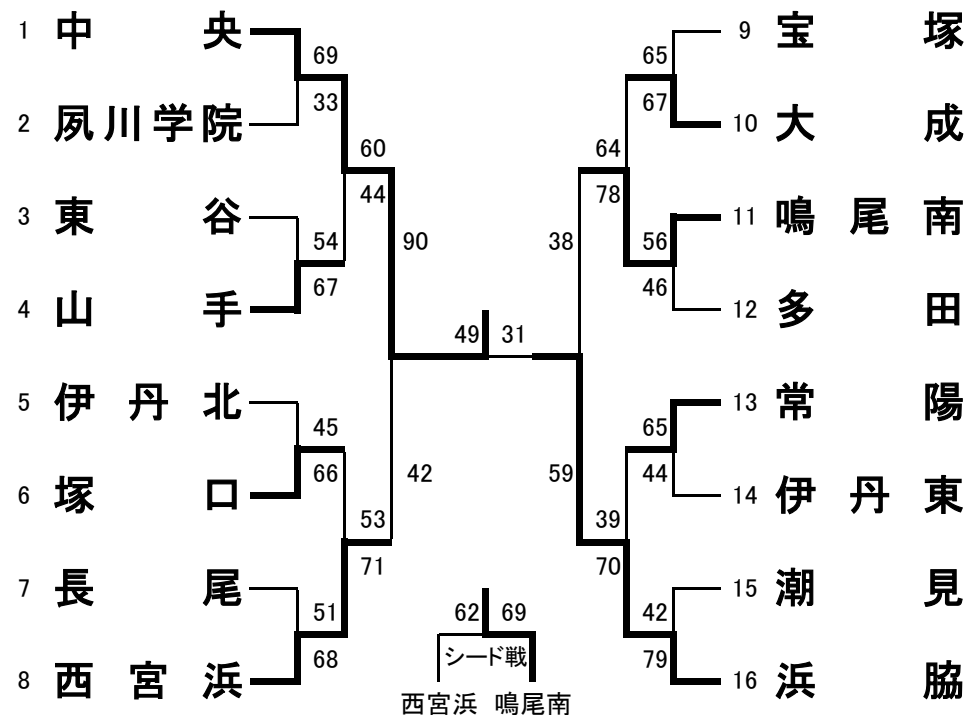 1 中央
69
33
2 夙川学院
60
44
3 東谷
54
67
4 山手
90
5 伊丹北
45
66
6 塚口
42
53
71
7 長尾
51
68
8 西宮浜
49 31
9 宝塚
65
67
10 大成
64
78
11 鳴尾南
56
46
12 多田
38
13 常陽
65
44
14 伊丹東
59
39
70
15 潮見
42
79
16 浜脇
62 69
シード戦
西宮浜 鳴尾南